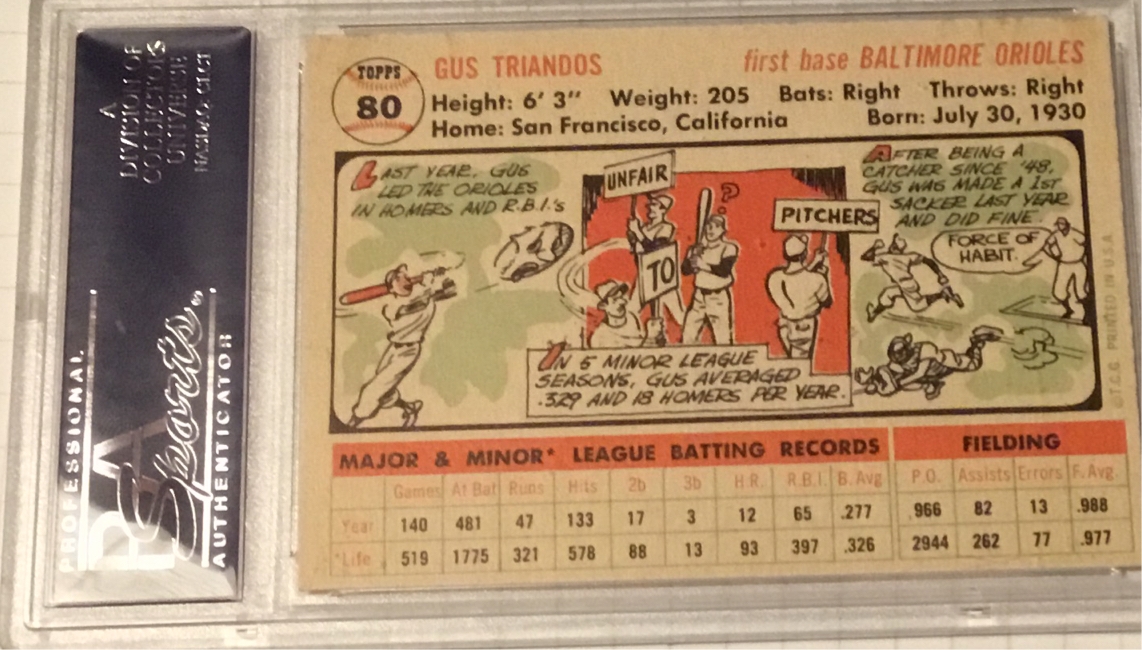 A
DIVISION OF
COLLECTORS
UNIVERSE
NASDAQ: CLCT
PROFESSIONAL
PSA
Sports®
AUTHENTICATOR
TOPPS
80
GUS TRIANDOS
first base BALTIMORE ORIOLES
Height: 6' 3" Weight: 205 Bats: Right Throws: Right
Home: San Francisco, California Born: July 30, 1930
LAST YEAR, GUS
LED THE ORIOLES
IN HOMERS AND R.B.I.'s
UNFAIR
TO
PITCHERS
?
IN 5 MINOR LEAGUE
SEASONS, GUS AVERAGED
.329 AND 18 HOMERS PER YEAR.
AFTER BEING A
CATCHER SINCE '48,
GUS WAS MADE A 1ST
SACKER LAST YEAR
AND DID FINE.
FORCE OF
HABIT.
©T.C.G. PRINTED IN U.S.A.
MAJOR & MINOR* LEAGUE BATTING RECORDS FIELDING
Games At Bat Runs Hits 2b 3b H.R. R.B.I. B. Avg P.O. Assists Errors F. Avg.
Year 140 481 47 133 17 3 12 65 .277 966 82 13 .988
*Life 519 1775 321 578 88 13 93 397 .326 2944 262 77 .977